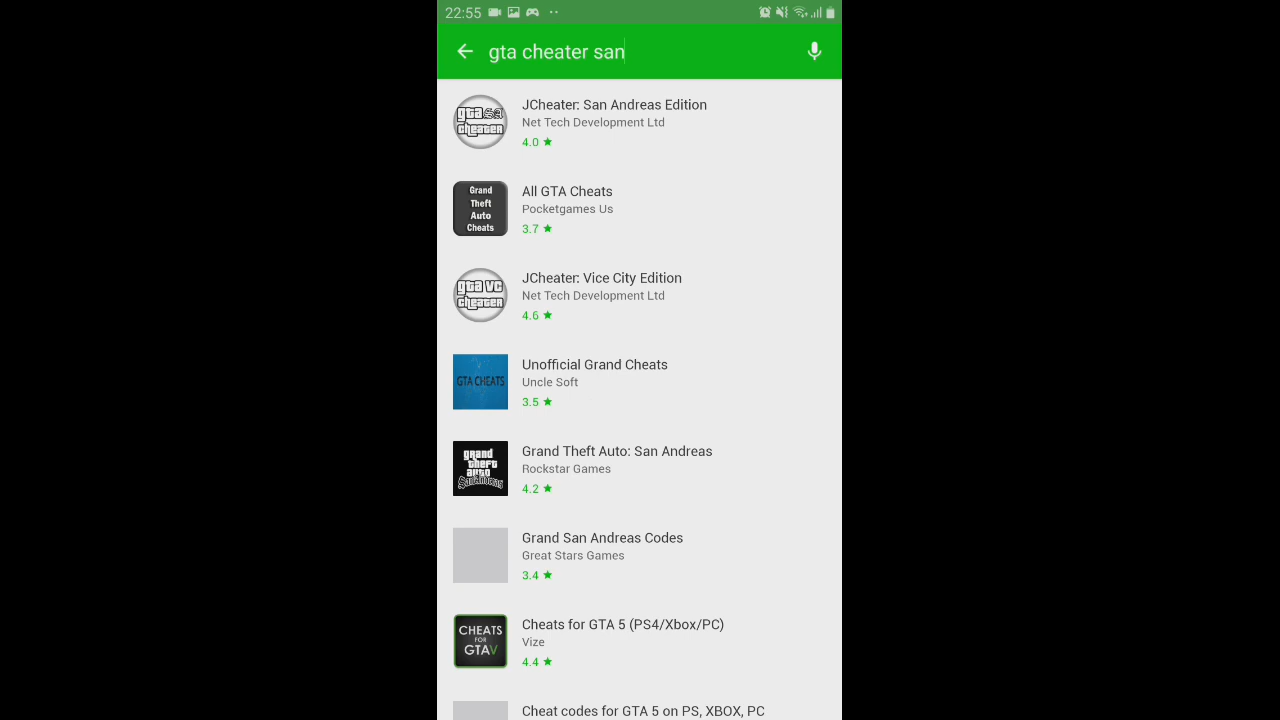 22:55
gta cheater san
gta sa
cheater
JCheater: San Andreas Edition
Net Tech Development Ltd
4.0
Grand
Theft
Auto
Cheats
All GTA Cheats
Pocketgames Us
3.7
gta VC
cheater
JCheater: Vice City Edition
Net Tech Development Ltd
4.6
GTA CHEATS
Unofficial Grand Cheats
Uncle Soft
3.5
grand
theft
auto
SanAndreas
Grand Theft Auto: San Andreas
Rockstar Games
4.2
Grand San Andreas Codes
Great Stars Games
3.4
CHEATS
FOR
GTAV
Cheats for GTA 5 (PS4/Xbox/PC)
Vize
4.4
Cheat codes for GTA 5 on PS, XBOX, PC